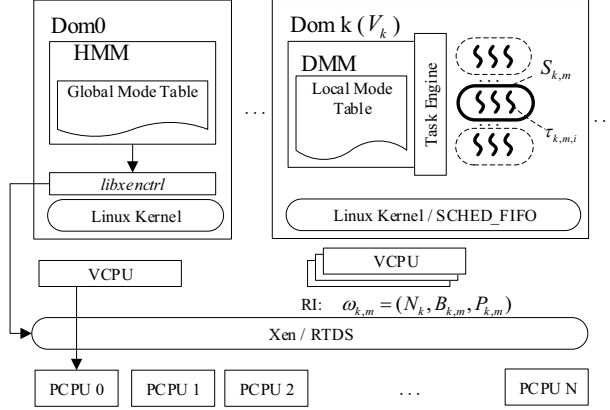 Dom0
HMM
Global Mode Table
libxenctrl
Linux Kernel
...
Dom k (V_k)
DMM
Local Mode
Table
Task Engine
...
...
S_{k,m}
τ_{k,m,i}
Linux Kernel / SCHED_FIFO
...
VCPU
VCPU
RI: ω_{k,m} = (N_k, B_{k,m}, P_{k,m})
Xen / RTDS
PCPU 0
PCPU 1
PCPU 2
...
PCPU N